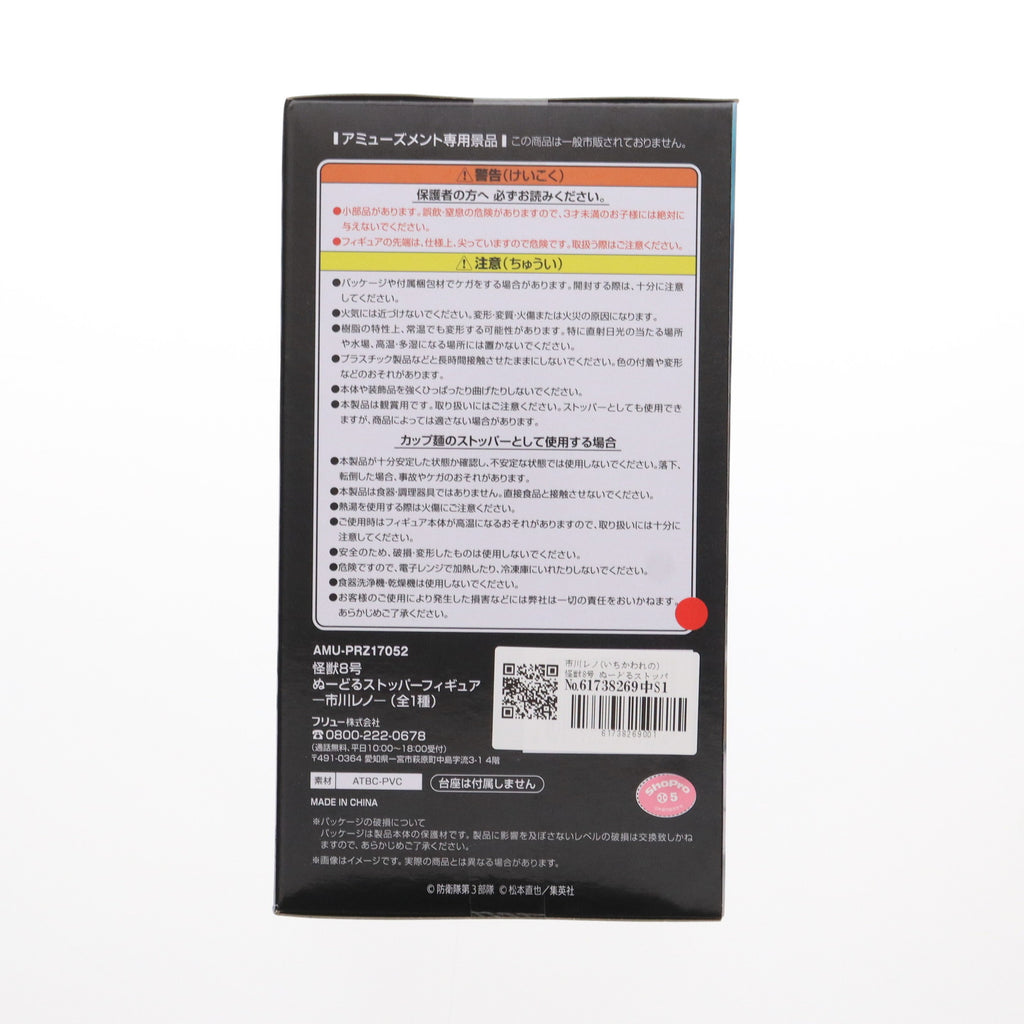 アミューズメント専用景品 この商品は一般市販されておりません。
⚠警告(けいこく)
保護者の方へ 必ずお読みください。
●小部品があります。誤飲・窒息の危険がありますので、3才未満のお子様には絶対に
与えないでください。
●フィギュアの先端は、仕様上、尖っていますので危険です。取扱う際はご注意ください。
⚠注意(ちゅうい)
●パッケージや付属梱包材でケガをする場合があります。開封する際は、十分に注意
してください。
●火気には近づけないでください。変形・変質・火傷または火災の原因になります。
●樹脂の特性上、常温でも変形する可能性があります。特に直射日光の当たる場所
や水場、高温・多湿になる場所には置かないでください。
●プラスチック製品などと長時間接触させたままにしないでください。色の付着や変形
などのおそれがあります。
●本体や装飾品を強くひっぱったり曲げたりしないでください。
●本製品は観賞用です。取り扱いにはご注意ください。ストッパーとしても使用でき
ますが、商品によっては適さない場合があります。
カップ麺のストッパーとして使用する場合
●本製品が十分安定した状態か確認し、不安定な状態では使用しないでください。落下、
転倒した場合、事故やケガのおそれがあります。
●本製品は食器・調理器具ではありません。直接食品と接触させないでください。
●熱湯を使用する際は火傷にご注意ください。
●ご使用時はフィギュア本体が高温になるおそれがありますので、取り扱いには十分に
注意してください。
●安全のため、破損・変形したものは使用しないでください。
●危険ですので、電子レンジで加熱したり、冷凍庫にいれたりしないでください。
●食器洗浄機・乾燥機は使用しないでください。
●お客様のご使用により発生した損害などには弊社は一切の責任をおいかねます。
あらかじめご了承ください。
AMU-PRZ17052
怪獣8号
ぬーどるストッパーフィギュア
―市川レノ―(全1種)
フリュー株式会社
☎0800-222-0678
(通話無料、平日10:00～18:00受付)
〒491-0364 愛知県一宮市萩原町中島字流3-1 4階
素材 ATBC-PVC 台座は付属しません
MADE IN CHINA
市川レノ(いちかわれの)
怪獣8号 ぬーどるストッパ
No.61738269中S1
61738269001
ShoPro
5
※パッケージの破損について
パッケージは製品本体の保護材です。製品に影響を及ぼさないレベルの破損は交換致しかね
ますので、あらかじめご了承ください。
※画像はイメージです。実際の商品とは異なる場合があります。
©防衛隊第3部隊 ©松本直也／集英社